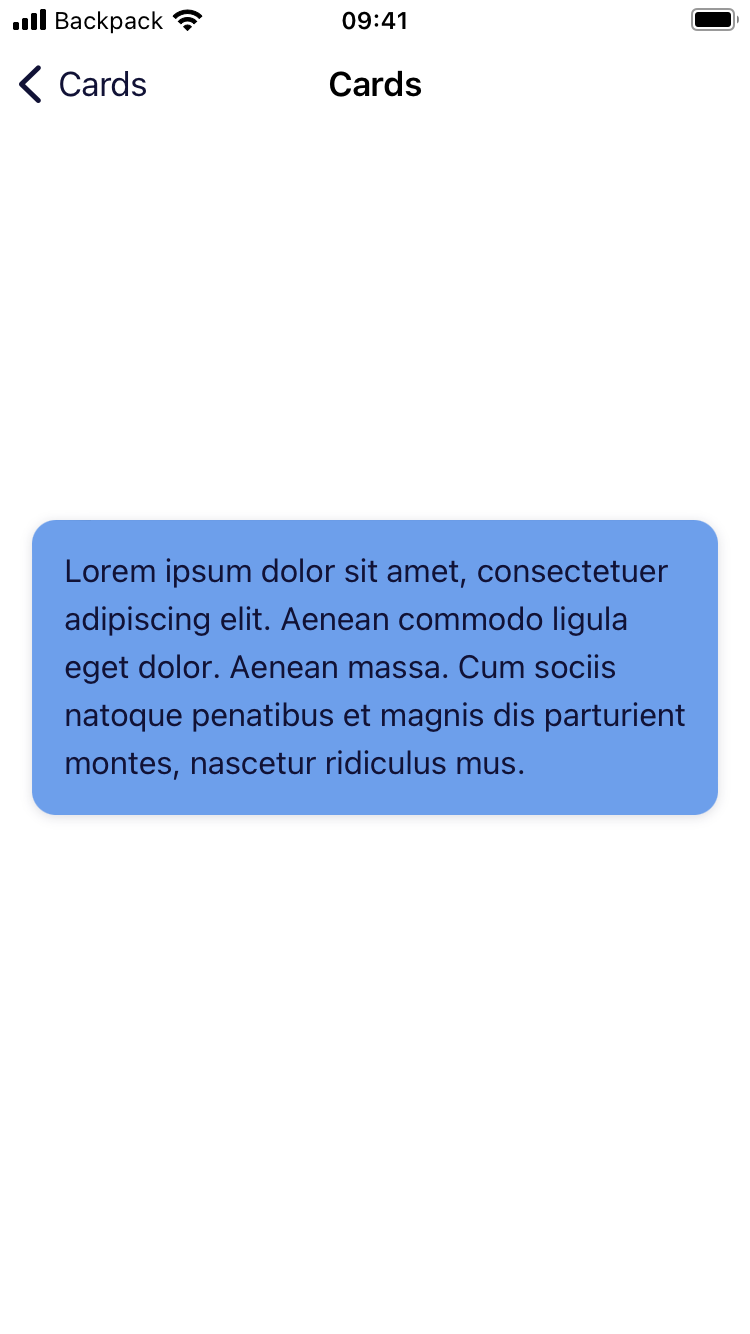 Backpack 09:41
Cards Cards
Lorem ipsum dolor sit amet, consectetuer
adipiscing elit. Aenean commodo ligula
eget dolor. Aenean massa. Cum sociis
natoque penatibus et magnis dis parturient
montes, nascetur ridiculus mus.